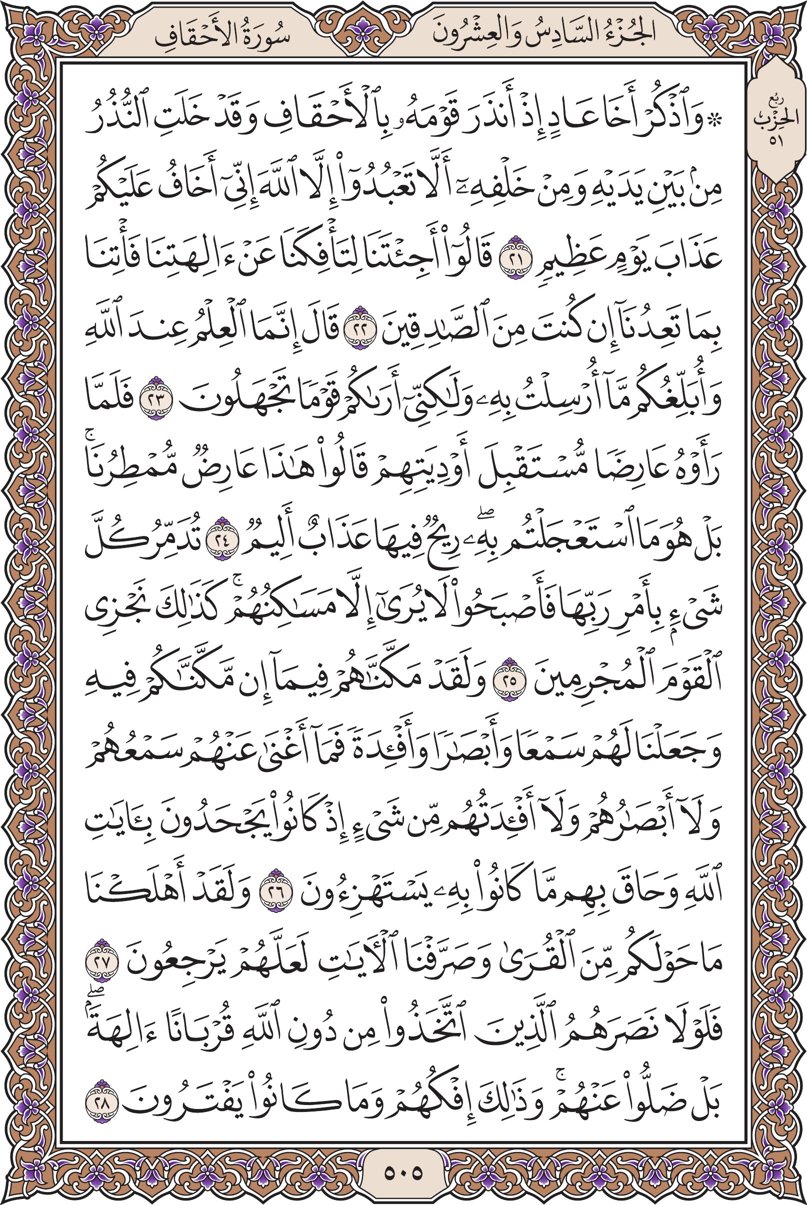 الجُزْءُ السَّادِسُ وَالعِشْرُونَ
سُورَةُ الأَحْقَافِ
رُبْع
الحِزْب
٥١
۞ وَٱذْكُرْ أَخَا عَادٍ إِذْ أَنذَرَ قَوْمَهُۥ بِٱلْأَحْقَافِ وَقَدْ خَلَتِ ٱلنُّذُرُ
مِنۢ بَيْنِ يَدَيْهِ وَمِنْ خَلْفِهِۦٓ أَلَّا تَعْبُدُوٓا۟ إِلَّا ٱللَّهَ إِنِّىٓ أَخَافُ عَلَيْكُمْ
عَذَابَ يَوْمٍ عَظِيمٍ ٢١ قَالُوٓا۟ أَجِئْتَنَا لِتَأْفِكَنَا عَنْ ءَالِهَتِنَا فَأْتِنَا
بِمَا تَعِدُنَآ إِن كُنتَ مِنَ ٱلصَّٰدِقِينَ ٢٢ قَالَ إِنَّمَا ٱلْعِلْمُ عِندَ ٱللَّهِ
وَأُبَلِّغُكُم مَّآ أُرْسِلْتُ بِهِۦ وَلَٰكِنِّىٓ أَرَىٰكُمْ قَوْمًا تَجْهَلُونَ ٢٣ فَلَمَّا
رَأَوْهُ عَارِضًا مُّسْتَقْبِلَ أَوْدِيَتِهِمْ قَالُوا۟ هَٰذَا عَارِضٌ مُّمْطِرُنَاۚ
بَلْ هُوَ مَا ٱسْتَعْجَلْتُم بِهِۦۖ رِيحٌ فِيهَا عَذَابٌ أَلِيمٌ ٢٤ تُدَمِّرُ كُلَّ
شَىْءٍۭ بِأَمْرِ رَبِّهَا فَأَصْبَحُوا۟ لَا يُرَىٰٓ إِلَّا مَسَٰكِنُهُمْۚ كَذَٰلِكَ نَجْزِى
ٱلْقَوْمَ ٱلْمُجْرِمِينَ ٢٥ وَلَقَدْ مَكَّنَّٰهُمْ فِيمَآ إِن مَّكَّنَّٰكُمْ فِيهِ
وَجَعَلْنَا لَهُمْ سَمْعًا وَأَبْصَٰرًا وَأَفْـِٔدَةً فَمَآ أَغْنَىٰ عَنْهُمْ سَمْعُهُمْ
وَلَآ أَبْصَٰرُهُمْ وَلَآ أَفْـِٔدَتُهُم مِّن شَىْءٍ إِذْ كَانُوا۟ يَجْحَدُونَ بِـَٔايَٰتِ
ٱللَّهِ وَحَاقَ بِهِم مَّا كَانُوا۟ بِهِۦ يَسْتَهْزِءُونَ ٢٦ وَلَقَدْ أَهْلَكْنَا
مَا حَوْلَكُم مِّنَ ٱلْقُرَىٰ وَصَرَّفْنَا ٱلْءَايَٰتِ لَعَلَّهُمْ يَرْجِعُونَ ٢٧
فَلَوْلَا نَصَرَهُمُ ٱلَّذِينَ ٱتَّخَذُوا۟ مِن دُونِ ٱللَّهِ قُرْبَانًا ءَالِهَةًۢۖ
بَلْ ضَلُّوا۟ عَنْهُمْۚ وَذَٰلِكَ إِفْكُهُمْ وَمَا كَانُوا۟ يَفْتَرُونَ ٢٨
٥٠٥